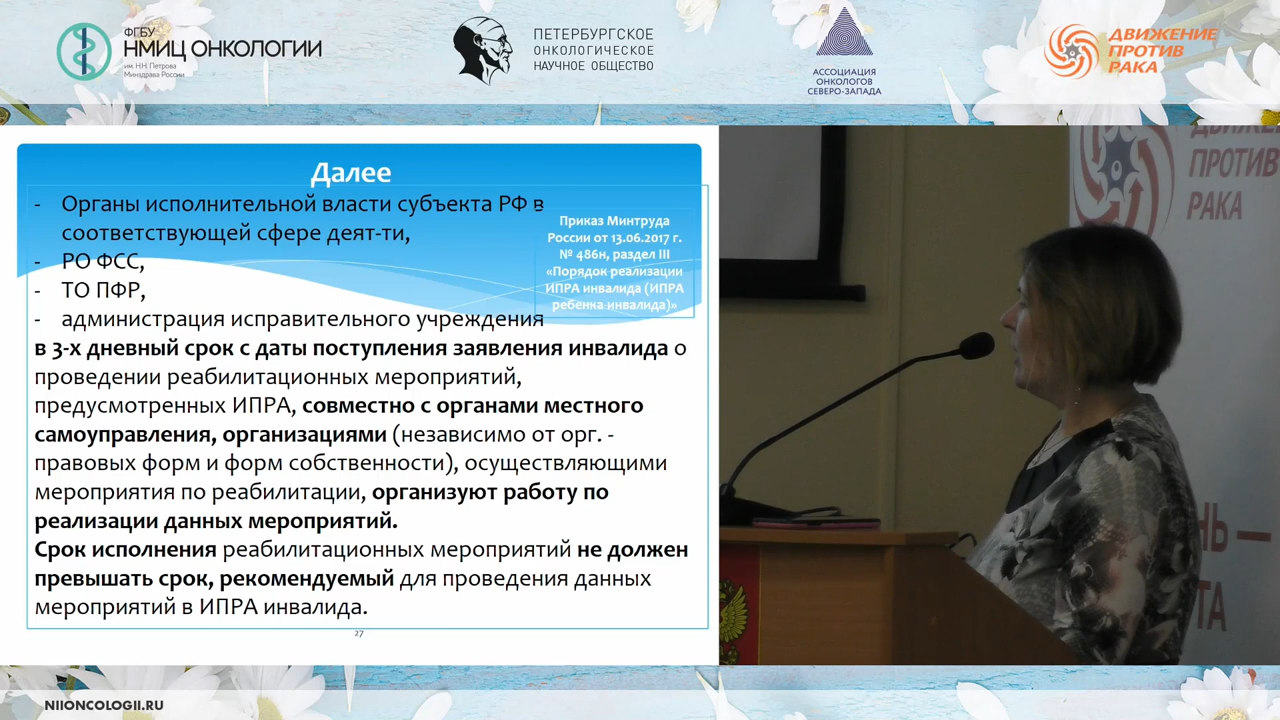 ФГБУ
НМИЦ ОНКОЛОГИИ
им. Н.Н. Петрова
Минздрава России
ПЕТЕРБУРГСКОЕ
ОНКОЛОГИЧЕСКОЕ
НАУЧНОЕ ОБЩЕСТВО
АССОЦИАЦИЯ
ОНКОЛОГОВ
СЕВЕРО-ЗАПАДА
ДВИЖЕНИЕ
ПРОТИВ
РАКА
Далее
- Органы исполнительной власти субъекта РФ в
соответствующей сфере деят-ти,
- РО ФСС,
- ТО ПФР,
- администрация исправительного учреждения
в 3-х дневный срок с даты поступления заявления инвалида о
проведении реабилитационных мероприятий,
предусмотренных ИПРА, совместно с органами местного
самоуправления, организациями (независимо от орг. -
правовых форм и форм собственности), осуществляющими
мероприятия по реабилитации, организуют работу по
реализации данных мероприятий.
Срок исполнения реабилитационных мероприятий не должен
превышать срок, рекомендуемый для проведения данных
мероприятий в ИПРА инвалида.
Приказ Минтруда
России от 13.06.2017 г.
№ 486н, раздел III
«Порядок реализации
ИПРА инвалида (ИПРА
ребенка инвалида)»
27
ПРОТИВ
РАКА
NIIONCOLOGII.RU